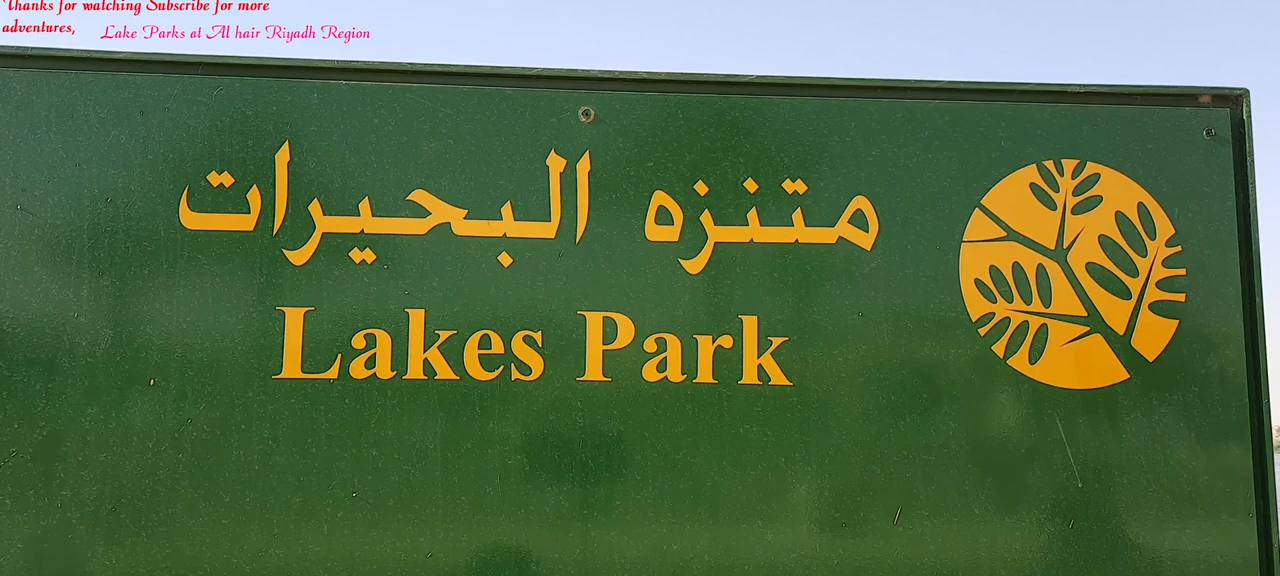 Thanks for watching Subscribe for more
adventures,
Lake Parks at Al hair Riyadh Region
متنزه البحيرات
Lakes Park